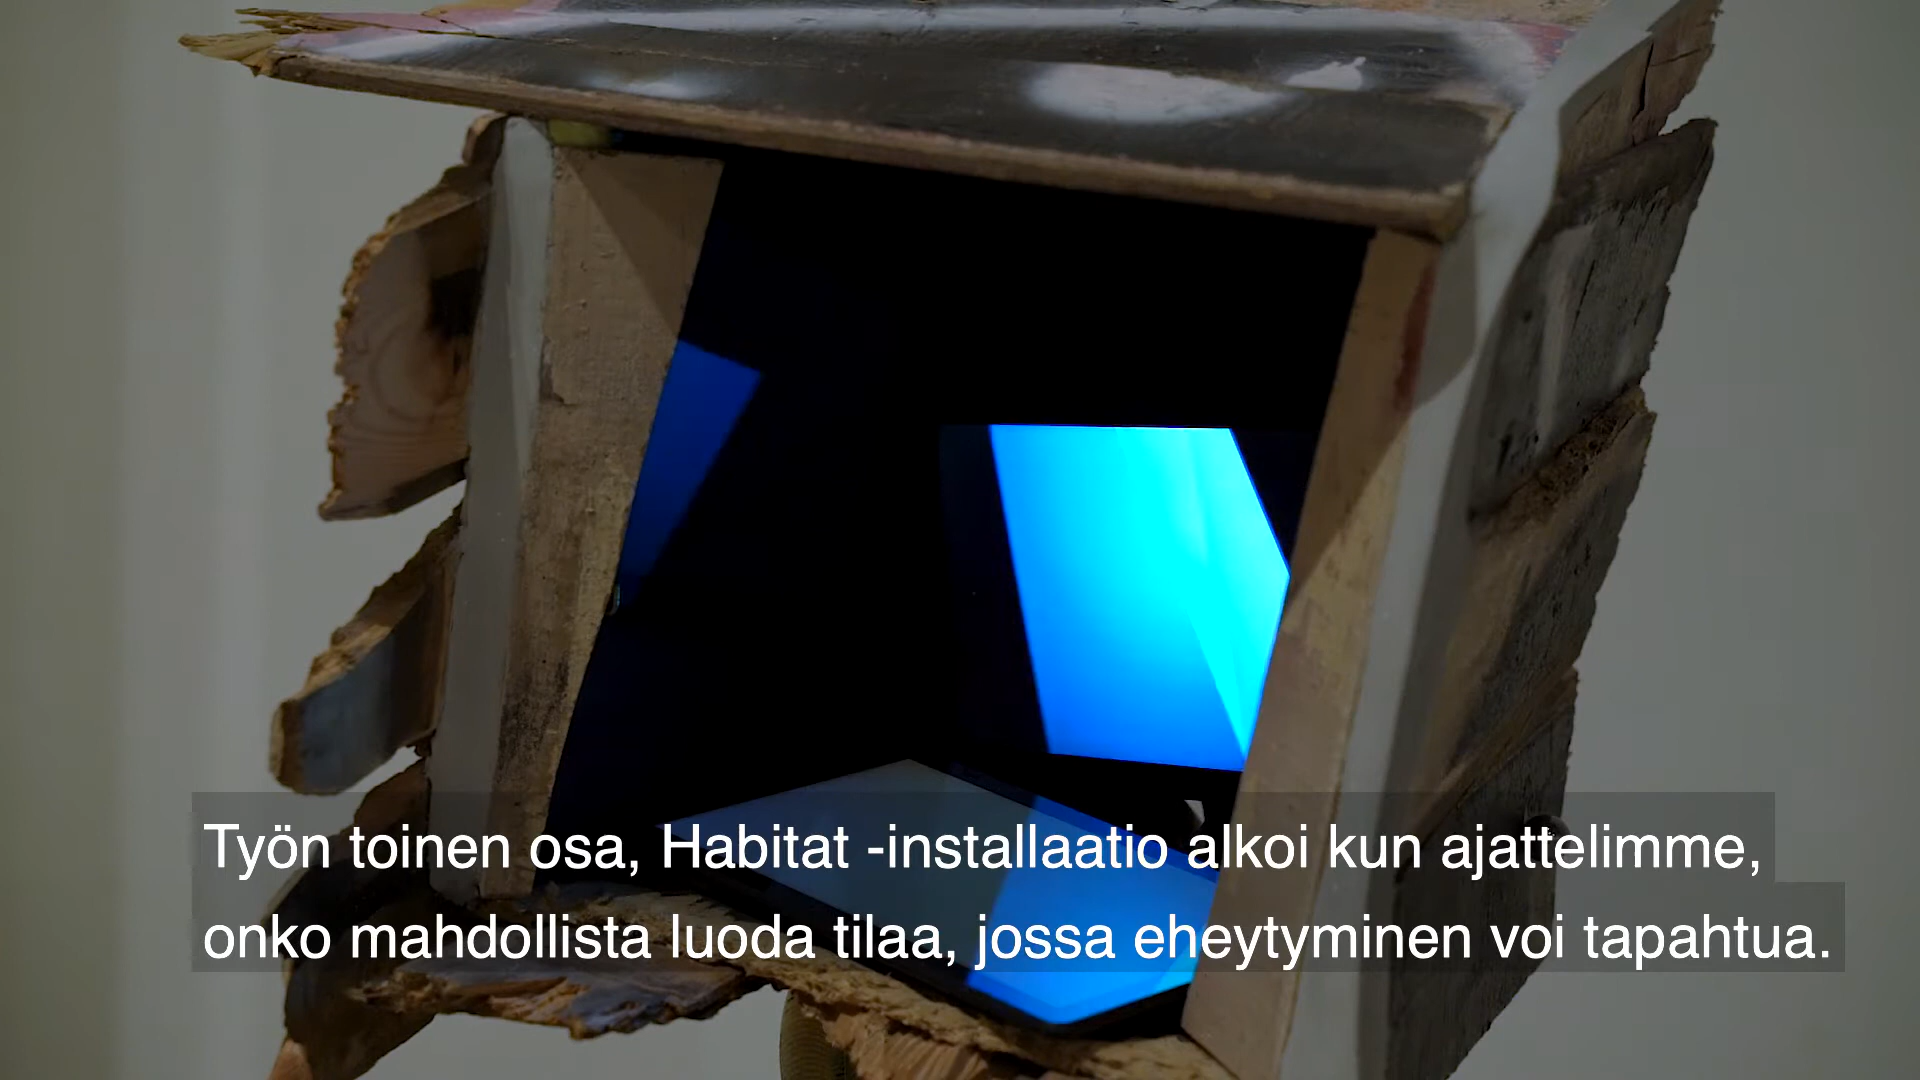 Työn toinen osa, Habitat -installaatio alkoi kun ajattelimme,
onko mahdollista luoda tilaa, jossa eheytyminen voi tapahtua.